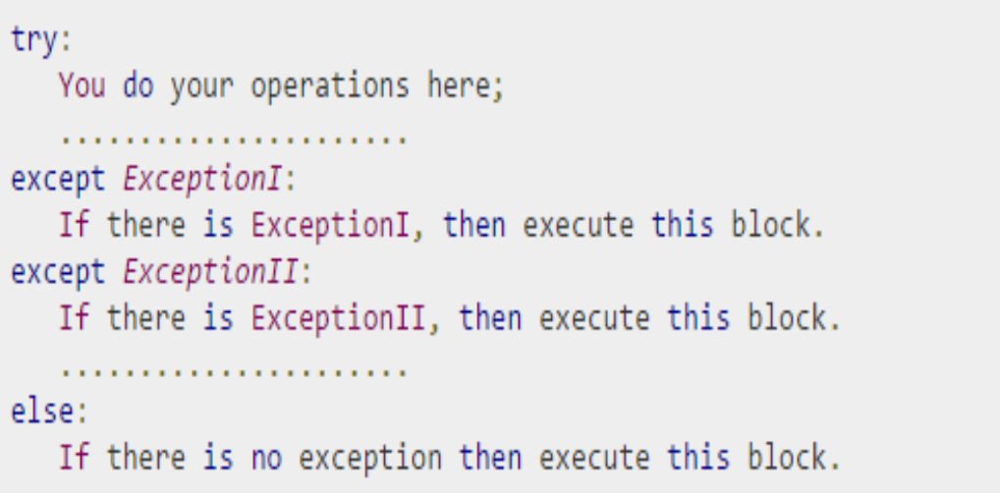 try:
You do your operations here;
......................
except ExceptionI:
If there is ExceptionI, then execute this block.
except ExceptionII:
If there is ExceptionII, then execute this block.
......................
else:
If there is no exception then execute this block.